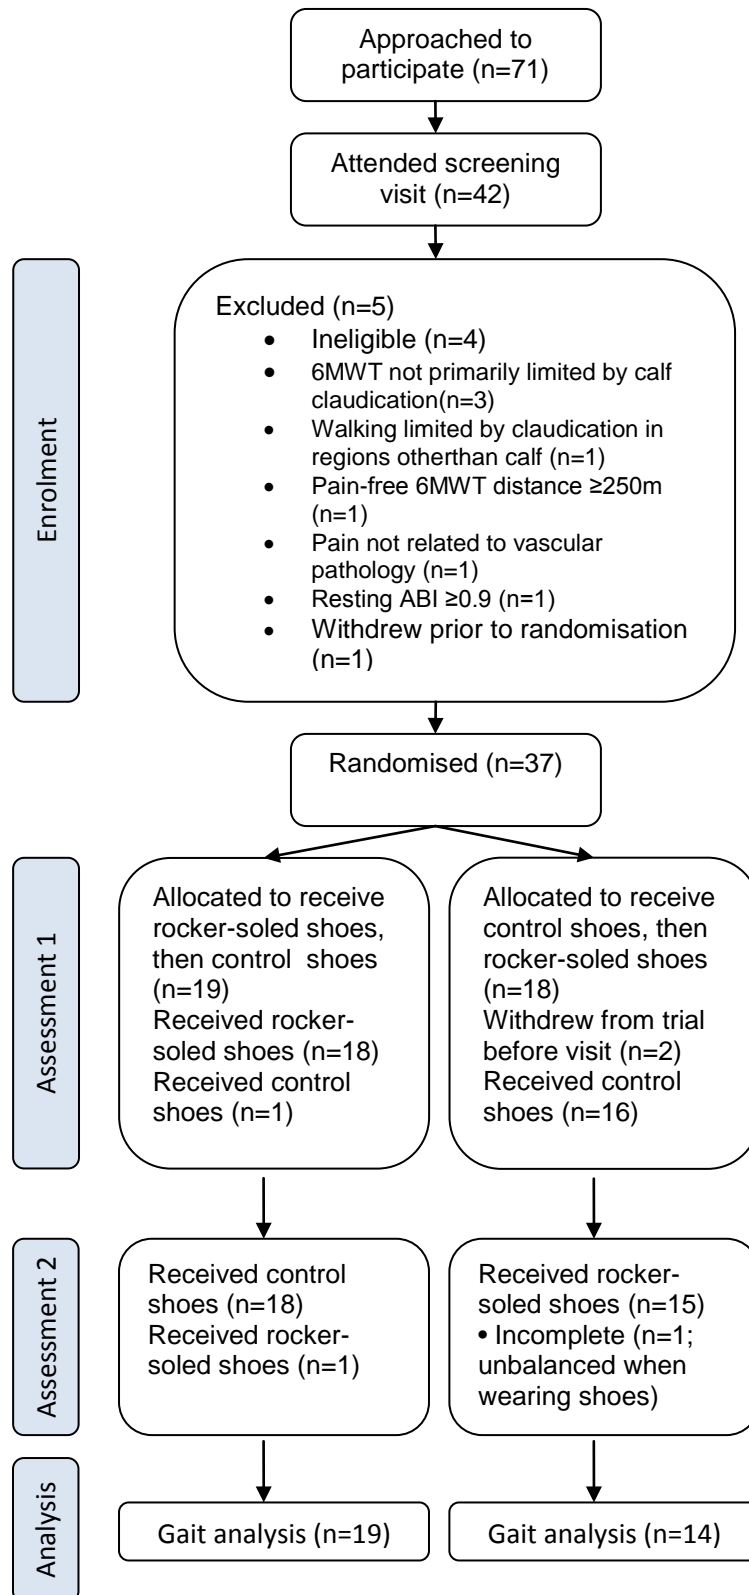 Approached to
participate (n=71)
Attended screening
visit (n=42)
Enrolment
Excluded (n=5)
• Ineligible (n=4)
• 6MWT not primarily limited by calf
claudication(n=3)
• Walking limited by claudication in
regions otherthan calf (n=1)
• Pain-free 6MWT distance ≥250m
(n=1)
• Pain not related to vascular
pathology (n=1)
• Resting ABI ≥0.9 (n=1)
• Withdrew prior to randomisation
(n=1)
Randomised (n=37)
Assessment 1
Allocated to receive
rocker-soled shoes,
then control shoes
(n=19)
Received rocker-
soled shoes (n=18)
Received control
shoes (n=1)
Allocated to receive
control shoes, then
rocker-soled shoes
(n=18)
Withdrew from trial
before visit (n=2)
Received control
shoes (n=16)
Assessment 2
Received control
shoes (n=18)
Received rocker-
soled shoes (n=1)
Received rocker-
soled shoes (n=15)
• Incomplete (n=1;
unbalanced when
wearing shoes)
Analysis
Gait analysis (n=19)
Gait analysis (n=14)